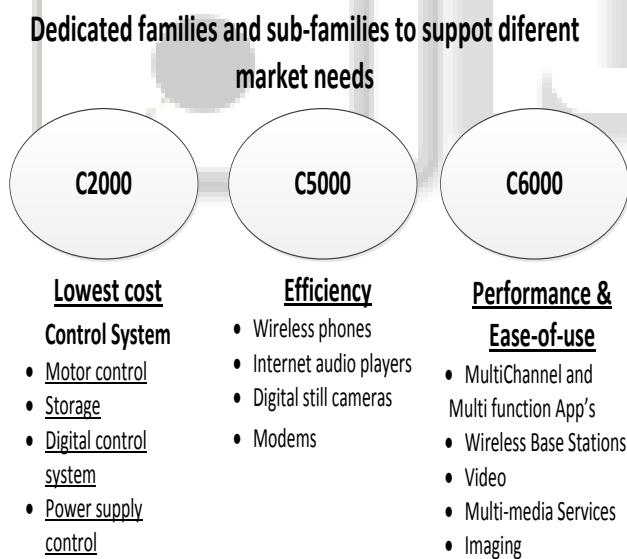 Dedicated families and sub-families to suppot diferent
market needs
C2000
C5000
C6000
Lowest cost
Control System
• Motor control
• Storage
• Digital control
system
• Power supply
control
Efficiency
• Wireless phones
• Internet audio players
• Digital still cameras
• Modems
Performance &
Ease-of-use
• MultiChannel and
Multi function App's
• Wireless Base Stations
• Video
• Multi-media Services
• Imaging